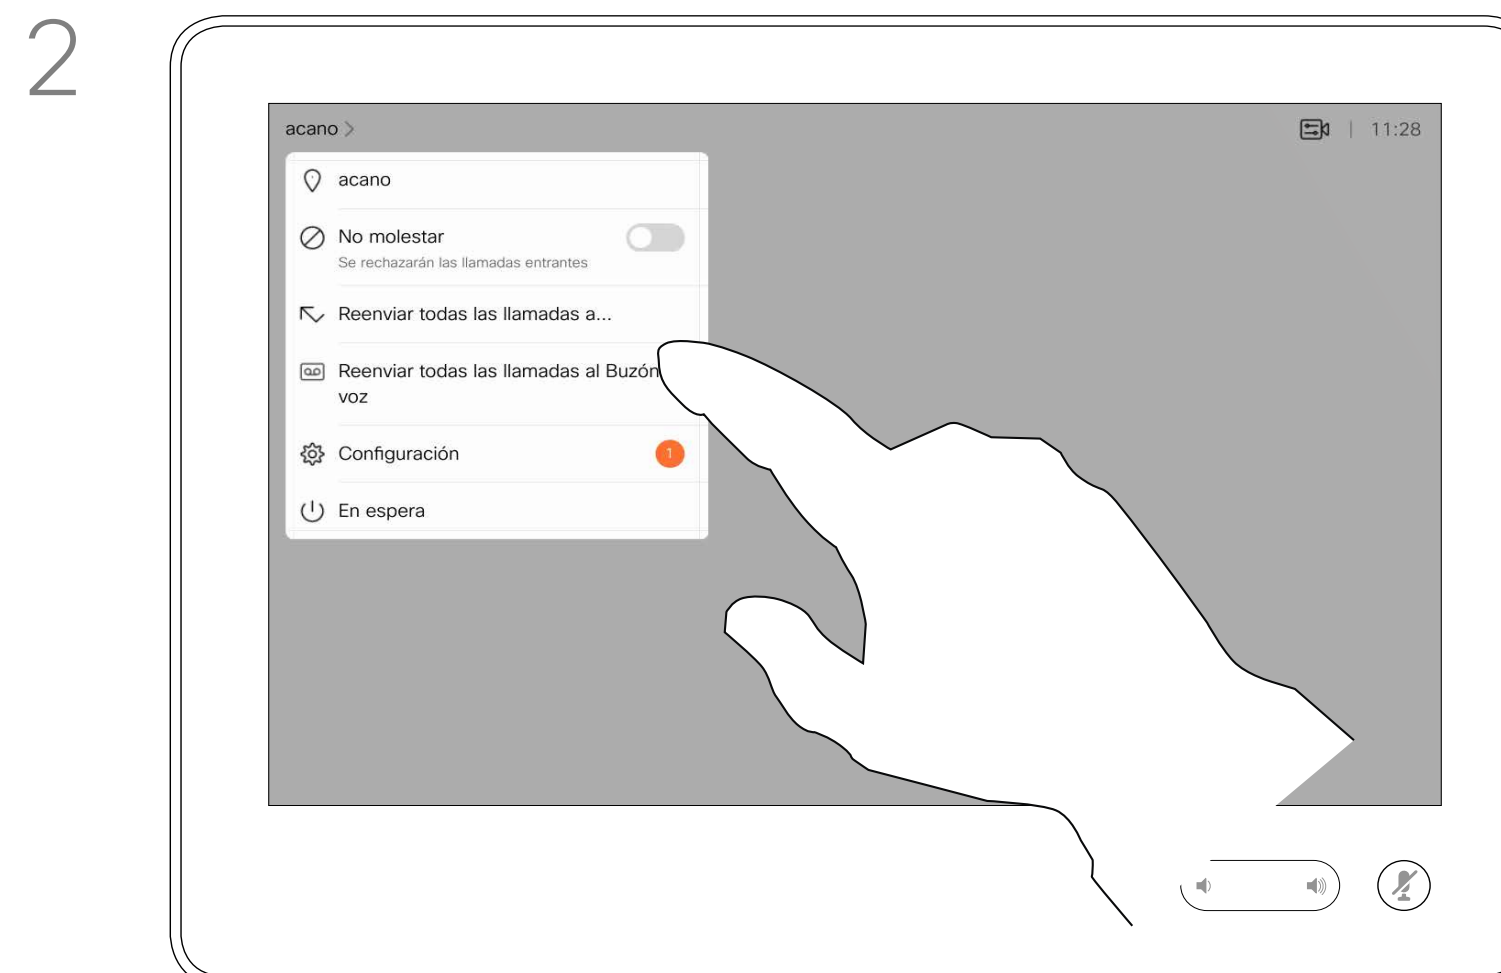 2
acano >
11:28
acano
No molestar
Se rechazarán las llamadas entrantes
Reenviar todas las llamadas a...
Reenviar todas las llamadas al Buzón
voz
Configuración
1
En espera